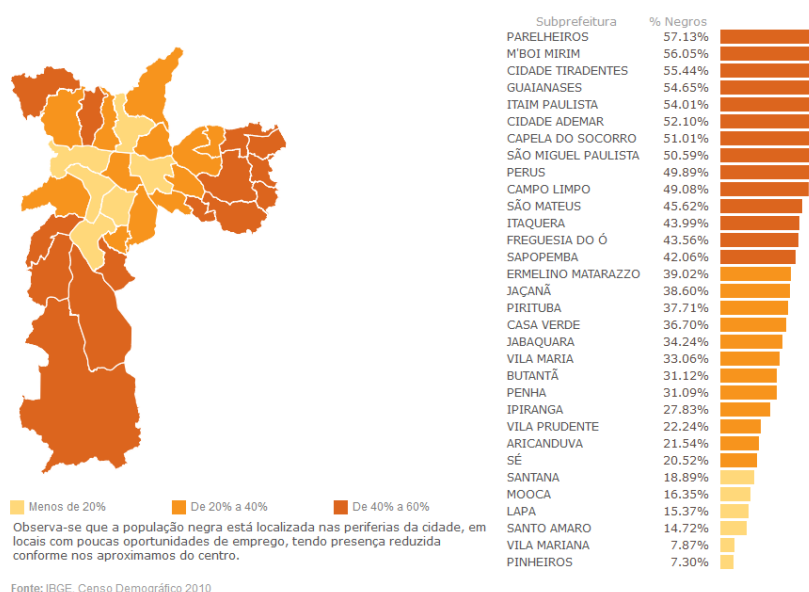 Subprefeitura % Negros
PARELHEIROS 57.13%
M'BOI MIRIM 56.05%
CIDADE TIRADENTES 55.44%
GUAIANASES 54.65%
ITAIM PAULISTA 54.01%
CIDADE ADEMAR 52.10%
CAPELA DO SOCORRO 51.01%
SÃO MIGUEL PAULISTA 50.59%
PERUS 49.89%
CAMPO LIMPO 49.08%
SÃO MATEUS 45.62%
ITAQUERA 43.99%
FREGUESIA DO Ó 43.56%
SAPOPEMBA 42.06%
ERMELINO MATARAZZO 39.02%
JAÇANÃ 38.60%
PIRITUBA 37.71%
CASA VERDE 36.70%
JABAQUARA 34.24%
VILA MARIA 33.06%
BUTANTÃ 31.12%
PENHA 31.09%
IPIRANGA 27.83%
VILA PRUDENTE 22.24%
ARICANDUVA 21.54%
SÉ 20.52%
SANTANA 18.89%
MOOCA 16.35%
LAPA 15.37%
SANTO AMARO 14.72%
VILA MARIANA 7.87%
PINHEIROS 7.30%
Menos de 20% De 20% a 40% De 40% a 60%
Observa-se que a população negra está localizada nas periferias da cidade, em
locais com poucas oportunidades de emprego, tendo presença reduzida
conforme nos aproximamos do centro.
Fonte: IBGE. Censo Demográfico 2010